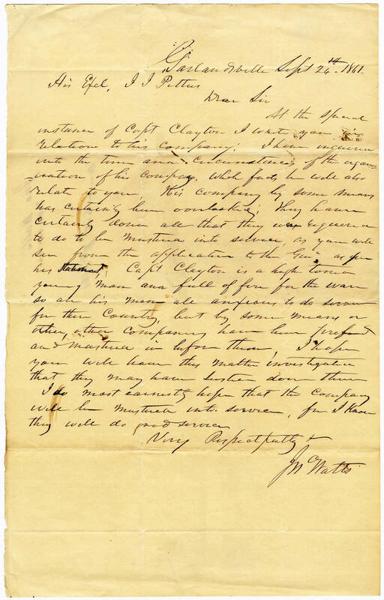 Garlandville Sept 24th 1861.
His Exel, J J Pettus
Dear Sir
At the special
instance of Capt Clayton I write you in
relation to his company; I have enquired
into the time and circumstances of the organ
ization of his company, which facts he will also
relate to you. His company by some means
has certainly been overlooked, They have
certainly done all that they was required
to do to be mustered into service, as you will
see from the application to the Gov. as per
his statement, Capt Clayton is a high toned
young man and full of fire for the war
so are his men all anxious to do service
for their Country, but by some means or
other, other Companies have been prefered
and mustered in before them, I hope
you will have this matter investigated
that they may have justice done them
I do most earnestly hope that the Company
will be mustered into service, for I know
they will do good service
Very Respectfully &
J M Watts